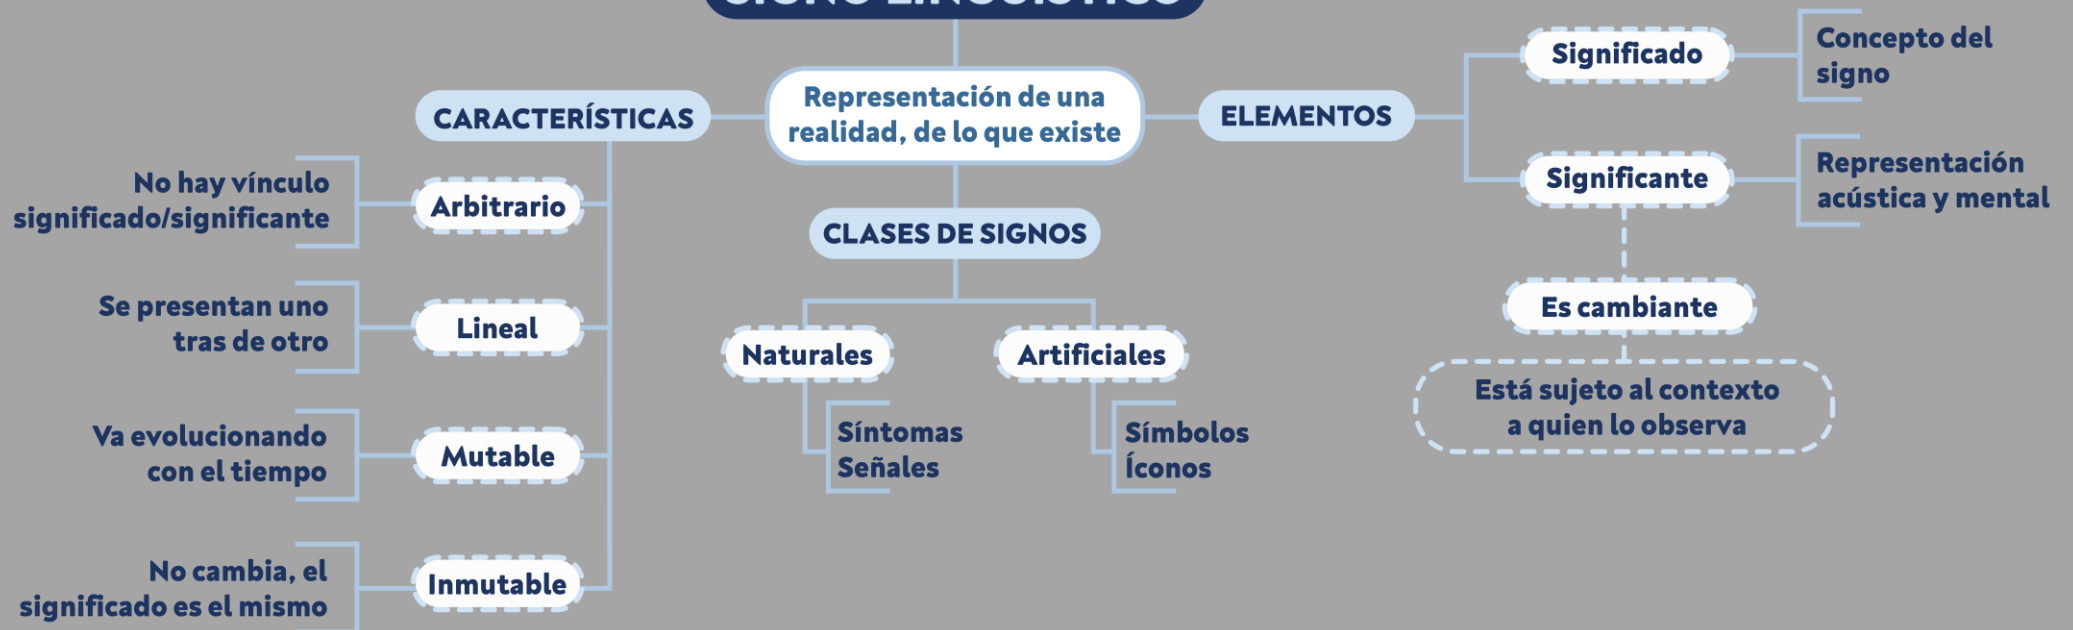 SIGNO LINGÜÍSTICO
Representación de una
realidad, de lo que existe
CARACTERÍSTICAS
Arbitrario
No hay vínculo
significado/significante
Lineal
Se presentan uno
tras de otro
Mutable
Va evolucionando
con el tiempo
Inmutable
No cambia, el
significado es el mismo
CLASES DE SIGNOS
Naturales
Síntomas
Señales
Artificiales
Símbolos
Íconos
ELEMENTOS
Significado
Concepto del
signo
Significante
Representación
acústica y mental
Es cambiante
Está sujeto al contexto
a quien lo observa